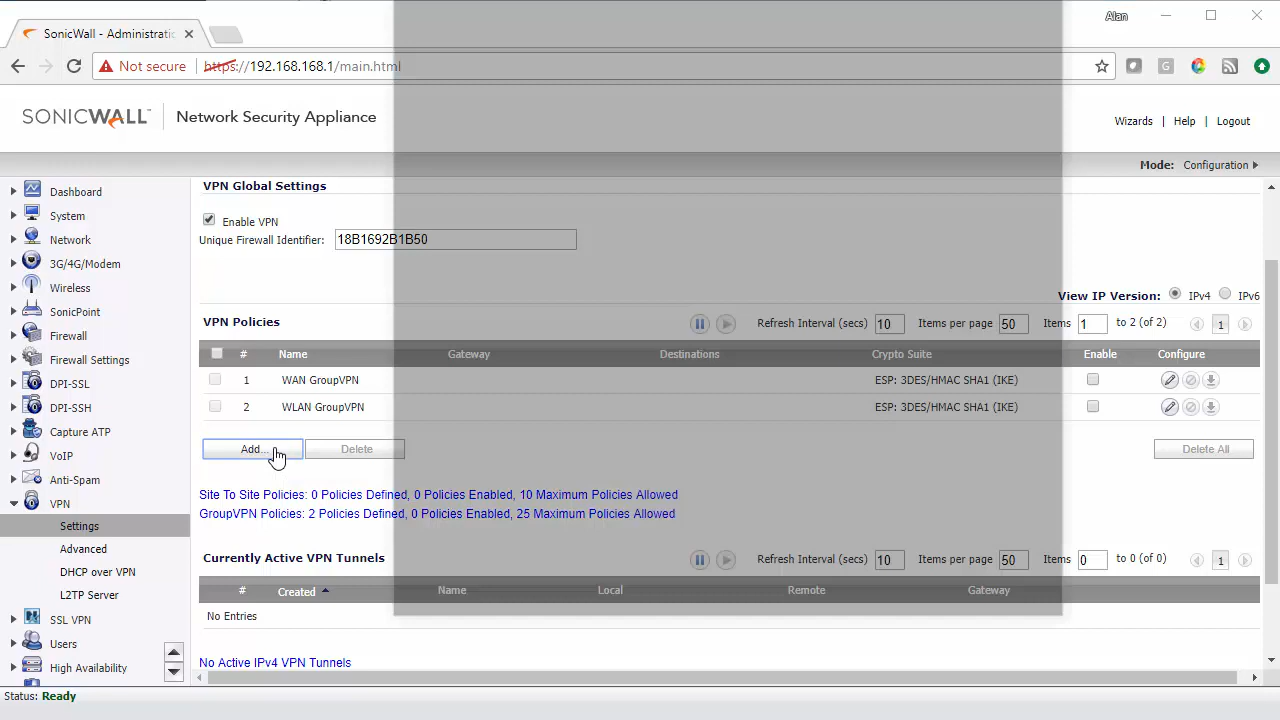 SonicWall - Administratic
Alan
Not secure https://192.168.168.1/main.html
SONICWALL Network Security Appliance
Wizards | Help | Logout
Mode: Configuration
Dashboard
System
Network
3G/4G/Modem
Wireless
SonicPoint
Firewall
Firewall Settings
DPI-SSL
DPI-SSH
Capture ATP
VoIP
Anti-Spam
VPN
Settings
Advanced
DHCP over VPN
L2TP Server
SSL VPN
Users
High Availability
VPN Global Settings
Enable VPN
Unique Firewall Identifier: 18B1692B1B50
View IP Version: IPv4 IPv6
VPN Policies Refresh Interval (secs) 10 Items per page 50 Items 1 to 2 (of 2) 1
# Name Gateway Destinations Crypto Suite Enable Configure
1 WAN GroupVPN ESP: 3DES/HMAC SHA1 (IKE)
2 WLAN GroupVPN ESP: 3DES/HMAC SHA1 (IKE)
Add... Delete Delete All
Site To Site Policies: 0 Policies Defined, 0 Policies Enabled, 10 Maximum Policies Allowed
GroupVPN Policies: 2 Policies Defined, 0 Policies Enabled, 25 Maximum Policies Allowed
Currently Active VPN Tunnels Refresh Interval (secs) 10 Items per page 50 Items 0 to 0 (of 0) 1
# Created Name Local Remote Gateway
No Entries
No Active IPv4 VPN Tunnels
Status: Ready